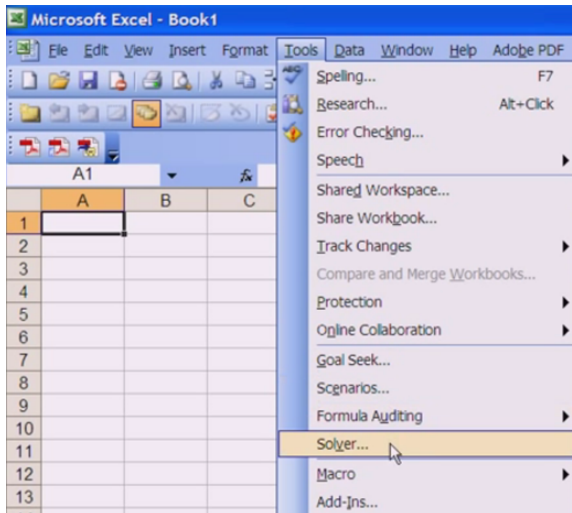 Microsoft Excel - Book1
File Edit View Insert Format Tools Data Window Help Adobe PDF
Spelling... F7
Research... Alt+Click
Error Checking...
Speech
Shared Workspace...
Share Workbook...
Track Changes
Compare and Merge Workbooks...
Protection
Online Collaboration
Goal Seek...
Scenarios...
Formula Auditing
Solver...
Macro
Add-Ins...
A1 fx
A B C
1
2
3
4
5
6
7
8
9
10
11
12
13